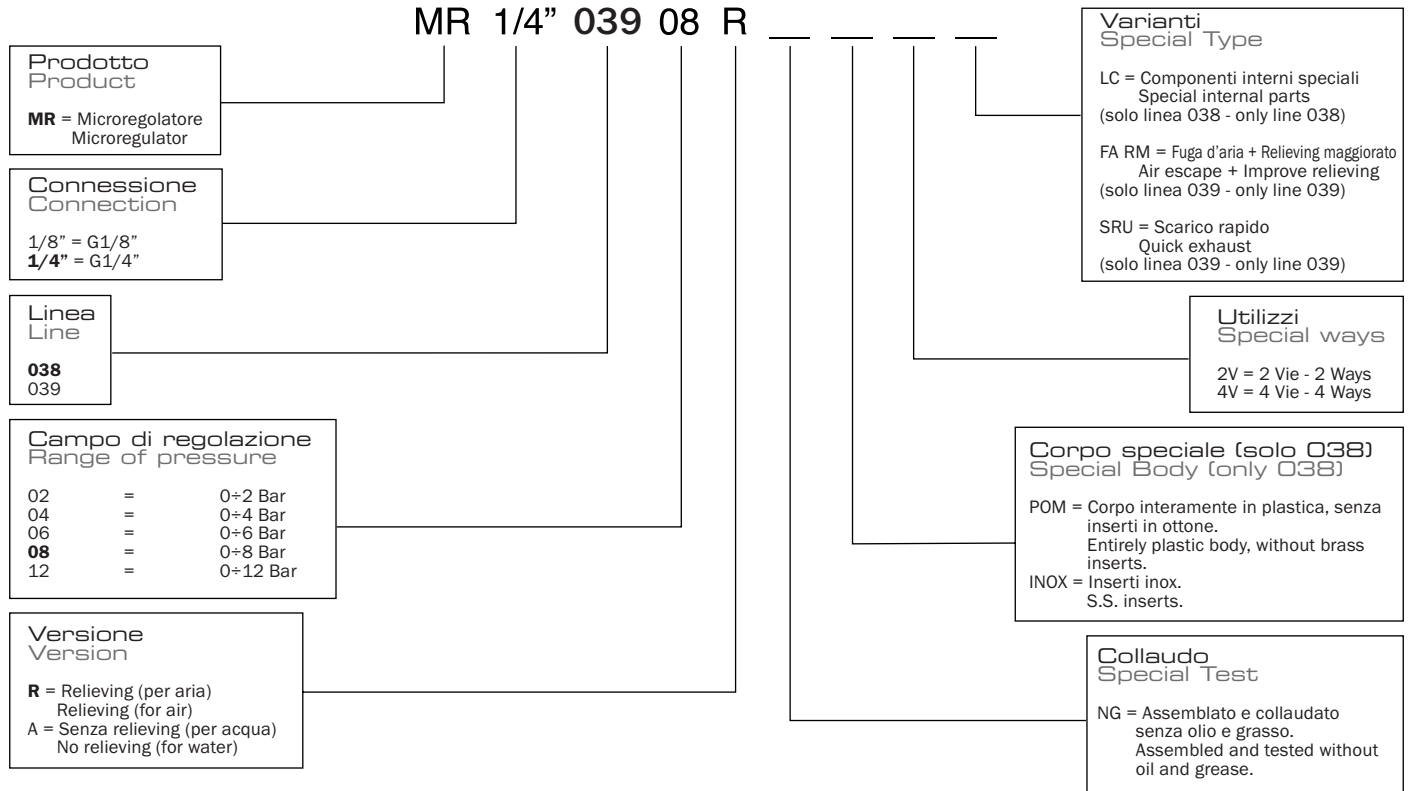 MR 1/4” 039 08 R __ __ __ __
Prodotto
Product
MR = Microregolatore
Microregulator
Connessione
Connection
1/8” = G1/8”
1/4” = G1/4”
Linea
Line
038
039
Campo di regolazione
Range of pressure
02 = 0÷2 Bar
04 = 0÷4 Bar
06 = 0÷6 Bar
08 = 0÷8 Bar
12 = 0÷12 Bar
Versione
Version
R = Relieving (per aria)
Relieving (for air)
A = Senza relieving (per acqua)
No relieving (for water)
Varianti
Special Type
LC = Componenti interni speciali
Special internal parts
(solo linea 038 - only line 038)
FA RM = Fuga d’aria + Relieving maggiorato
Air escape + Improve relieving
(solo linea 039 - only line 039)
SRU = Scarico rapido
Quick exhaust
(solo linea 039 - only line 039)
Utilizzi
Special ways
2V = 2 Vie - 2 Ways
4V = 4 Vie - 4 Ways
Corpo speciale (solo 038)
Special Body (only 038)
POM = Corpo interamente in plastica, senza
inserti in ottone.
Entirely plastic body, without brass
inserts.
INOX = Inserti inox.
S.S. inserts.
Collaudo
Special Test
NG = Assemblato e collaudato
senza olio e grasso.
Assembled and tested without
oil and grease.